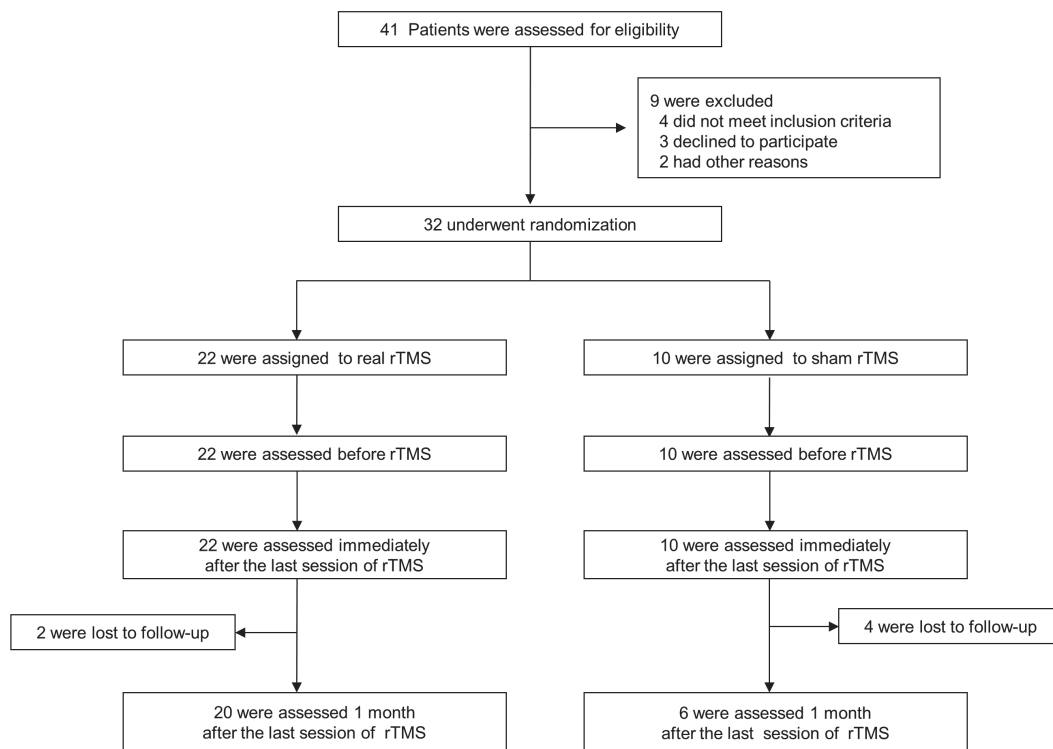 41 Patients were assessed for eligibility
9 were excluded
4 did not meet inclusion criteria
3 declined to participate
2 had other reasons
32 underwent randomization
22 were assigned to real rTMS
10 were assigned to sham rTMS
22 were assessed before rTMS
10 were assessed before rTMS
22 were assessed immediately
after the last session of rTMS
10 were assessed immediately
after the last session of rTMS
2 were lost to follow-up
4 were lost to follow-up
20 were assessed 1 month
after the last session of rTMS
6 were assessed 1 month
after the last session of rTMS